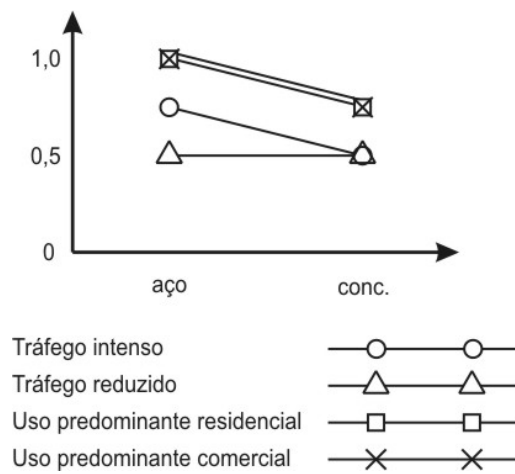 1,0
0,5
0
aço conc.
Tráfego intenso
Tráfego reduzido
Uso predominante residencial
Uso predominante comercial